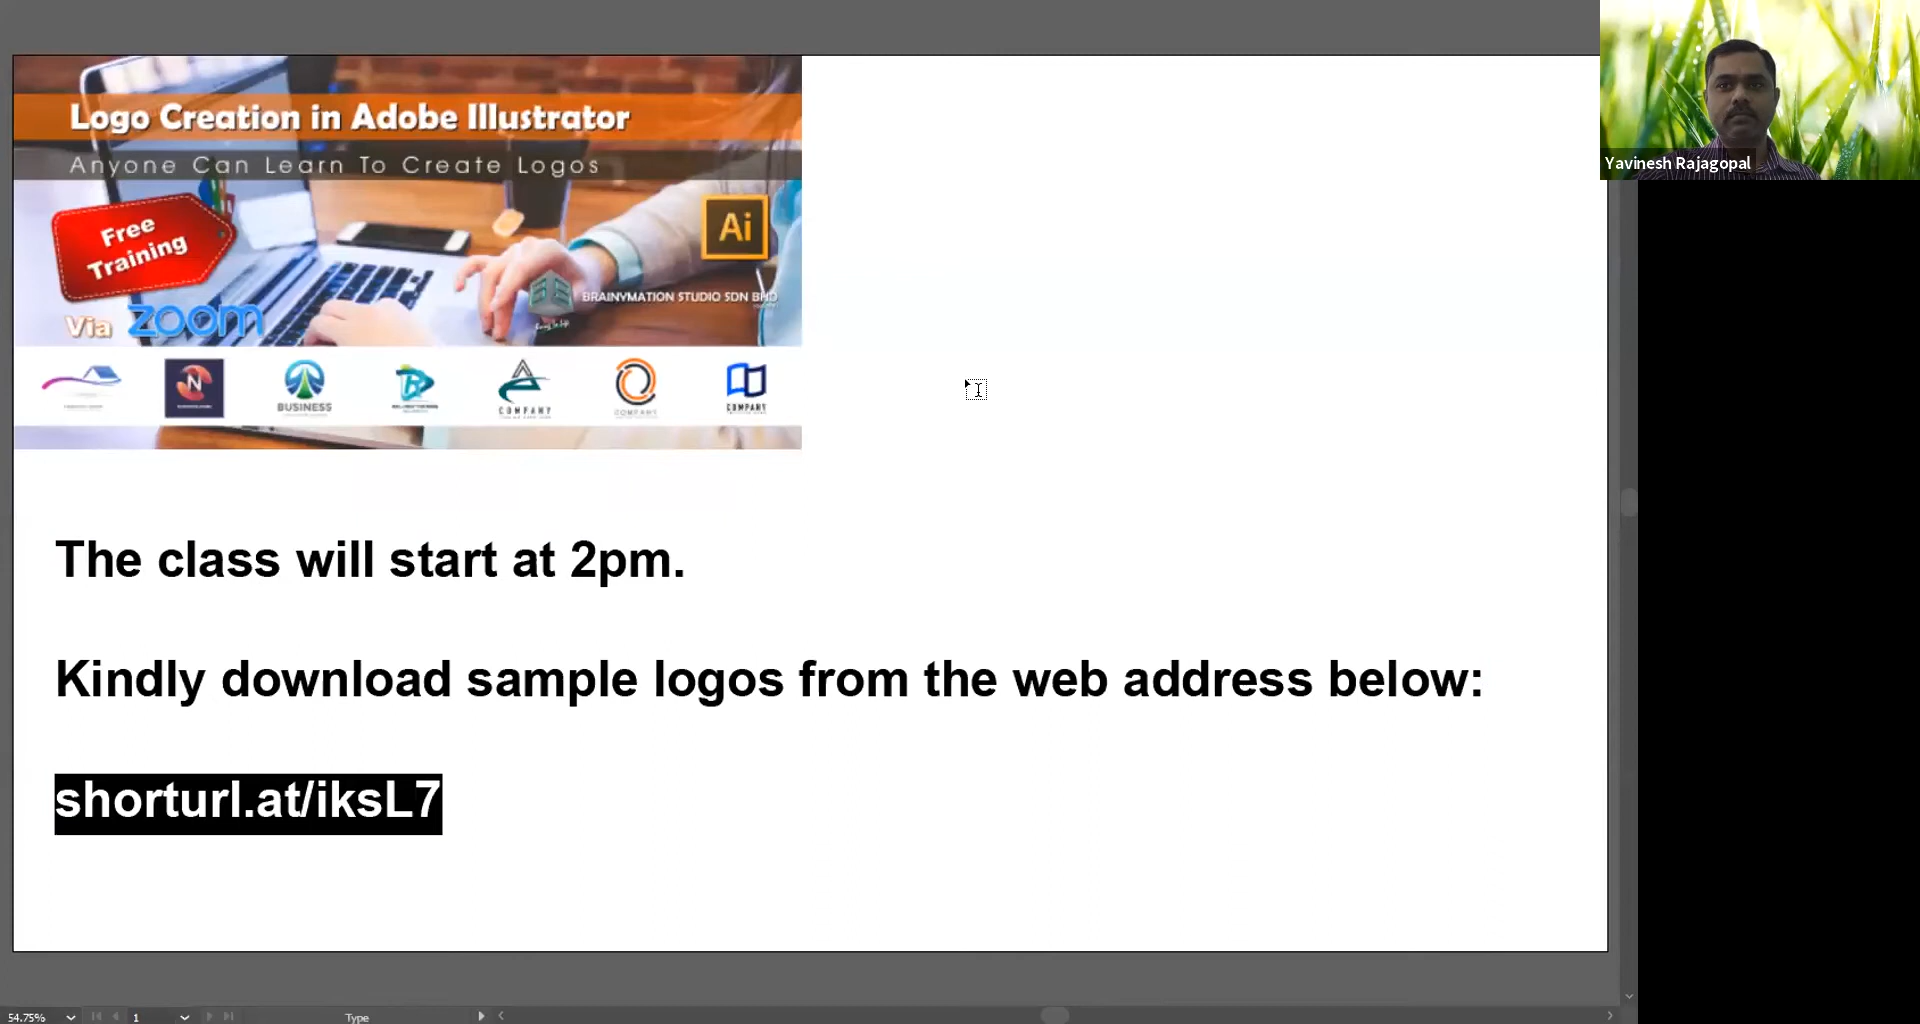 Logo Creation in Adobe Illustrator
Anyone Can Learn To Create Logos
Free
Training
Via zoom
Ai
BRAINYMATION STUDIO SDN BHD
N
BUSINESS
COMPANY
COMPANY
COMPANY
Yavinesh Rajagopal
The class will start at 2pm.
Kindly download sample logos from the web address below:
shorturl.at/iksL7
54.75%
1
Type